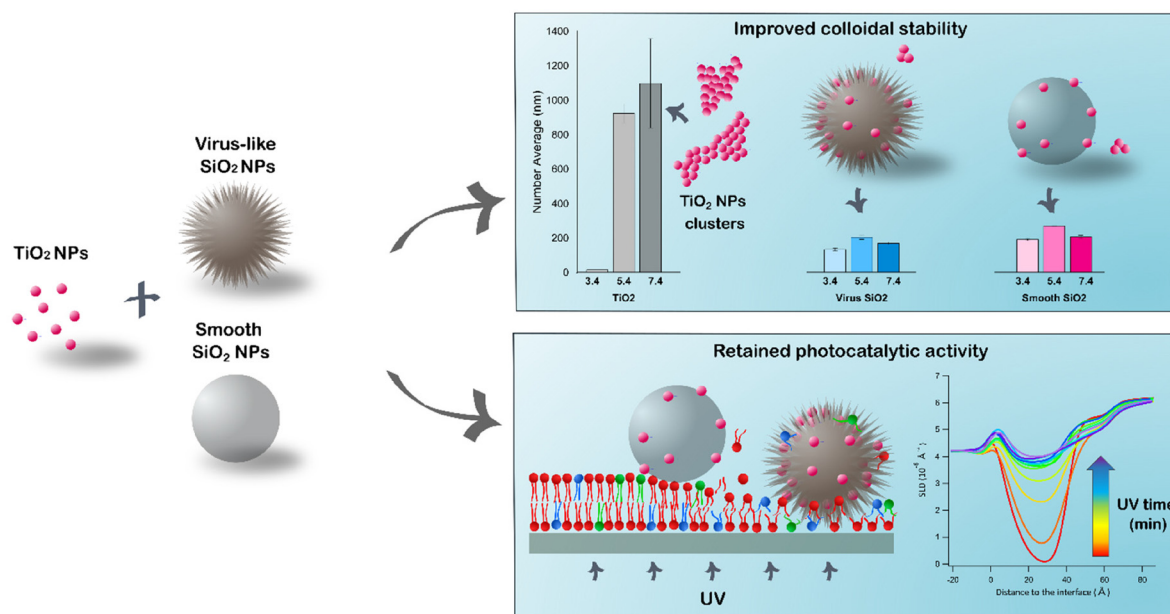 Virus-like
SiO₂ NPs
TiO₂ NPs
Smooth
SiO₂ NPs
Improved colloidal stability
Number Average (nm)
1400
1200
1000
800
600
400
200
0
3.4 5.4 7.4
TiO2
TiO₂ NPs
clusters
3.4 5.4 7.4
Virus SiO2
3.4 5.4 7.4
Smooth SiO2
Retained photocatalytic activity
UV
SLD (10⁻⁶ Å⁻²)
7
6
5
4
3
2
1
0
-20 0 20 40 60 80
Distance to the interface (Å)
UV time
(min)